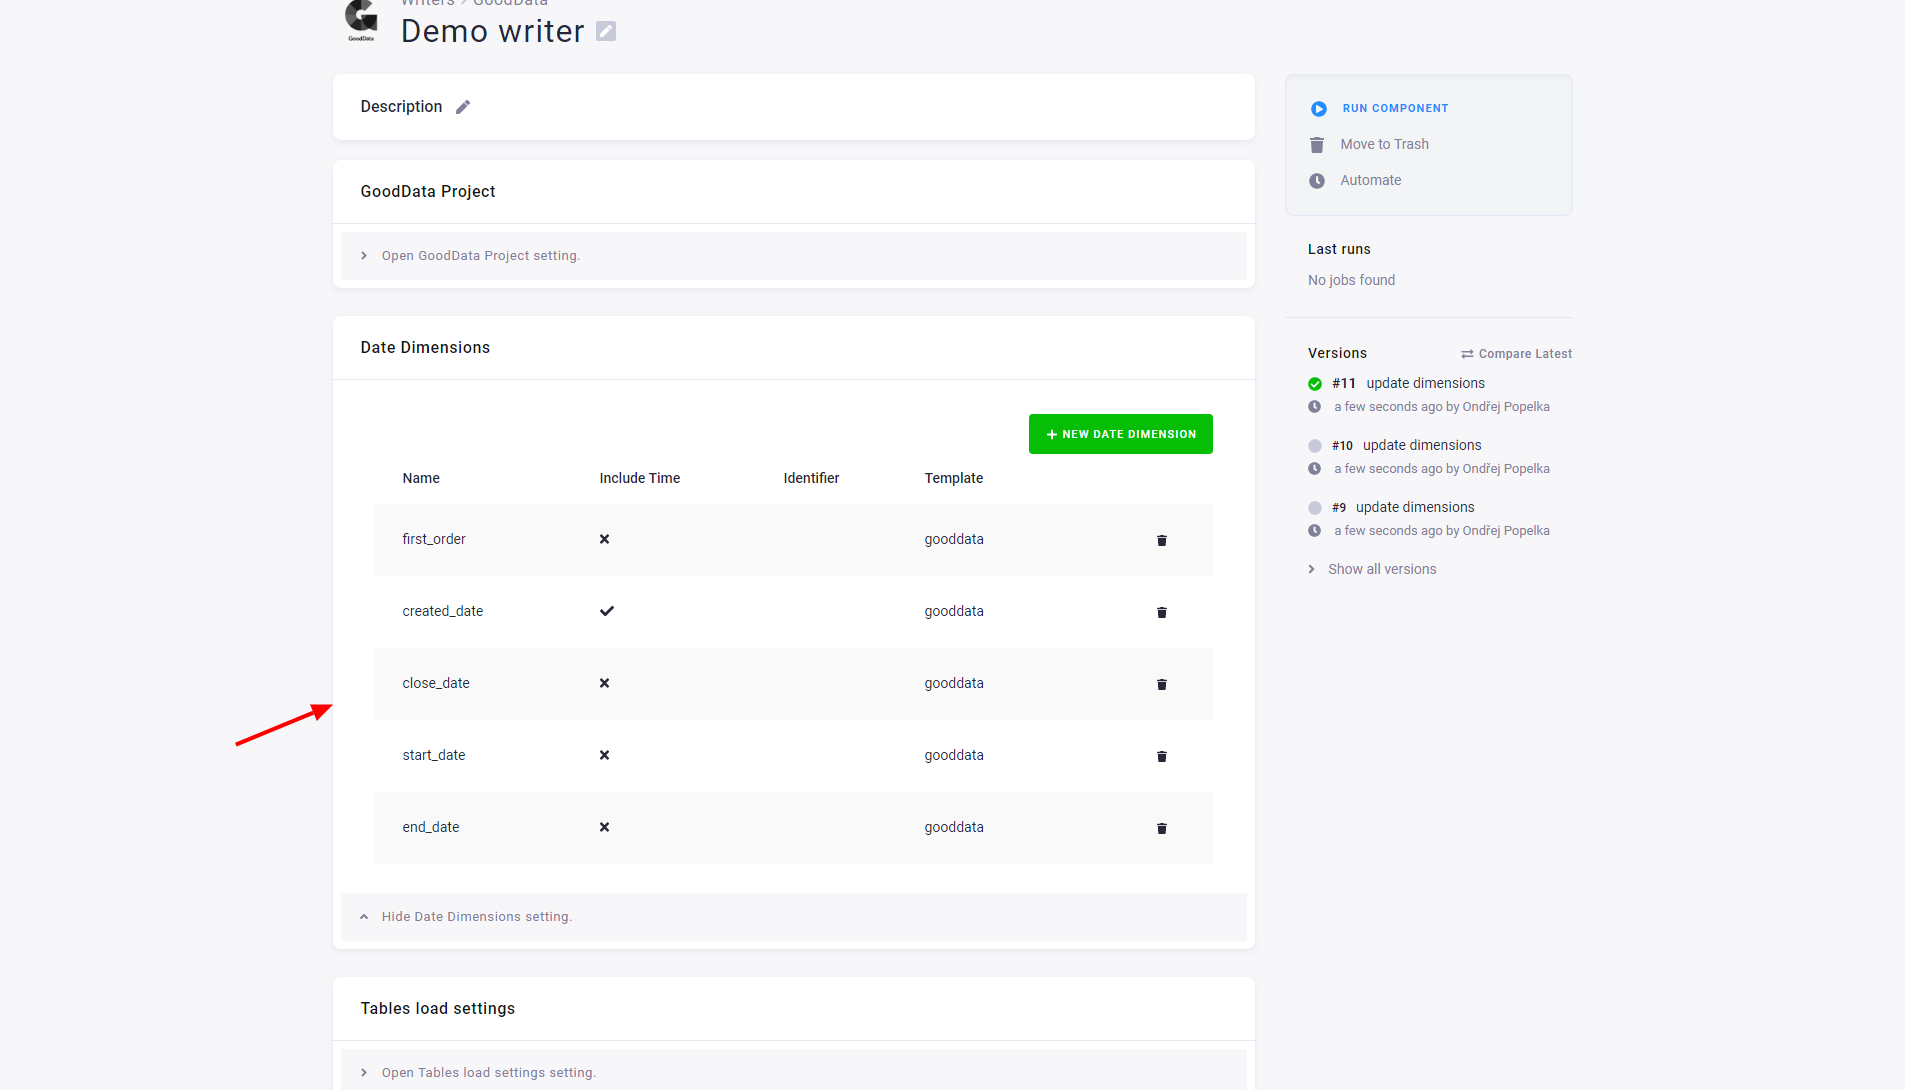 Writers > GoodData
GoodData
Demo writer
Description
GoodData Project
Open GoodData Project setting.
Date Dimensions
NEW DATE DIMENSION
Name Include Time Identifier Template
first_order gooddata
created_date gooddata
close_date gooddata
start_date gooddata
end_date gooddata
Hide Date Dimensions setting.
Tables load settings
Open Tables load settings setting.
RUN COMPONENT
Move to Trash
Automate
Last runs
No jobs found
Versions Compare Latest
#11 update dimensions
a few seconds ago by Ondřej Popelka
#10 update dimensions
a few seconds ago by Ondřej Popelka
#9 update dimensions
a few seconds ago by Ondřej Popelka
Show all versions